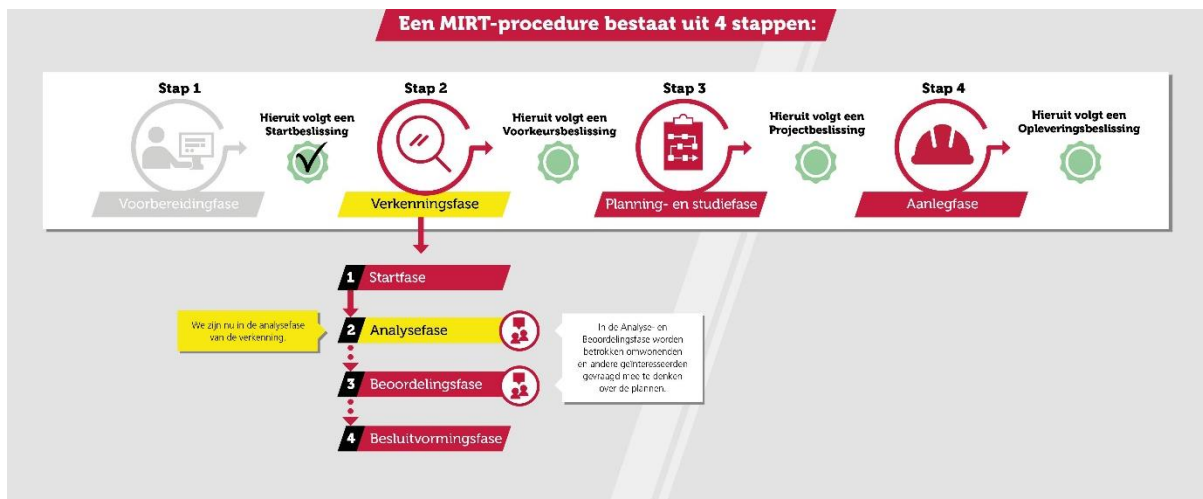 Een MIRT-procedure bestaat uit 4 stappen:
Stap 1
Hieruit volgt een
Startbeslissing
Voorbereidingfase
Stap 2
Hieruit volgt een
Voorkeursbeslissing
Verkenningsfase
Stap 3
Hieruit volgt een
Projectbeslissing
Planning- en studiefase
Stap 4
Hieruit volgt een
Opleveringsbeslissing
Aanlegfase
1 Startfase
We zijn nu in de analysefase
van de verkenning.
2 Analysefase
In de Analyse- en
Beoordelingsfase worden
betrokken omwonenden
en andere geïnteresseerden
gevraagd mee te denken
over de plannen.
3 Beoordelingsfase
4 Besluitvormingsfase